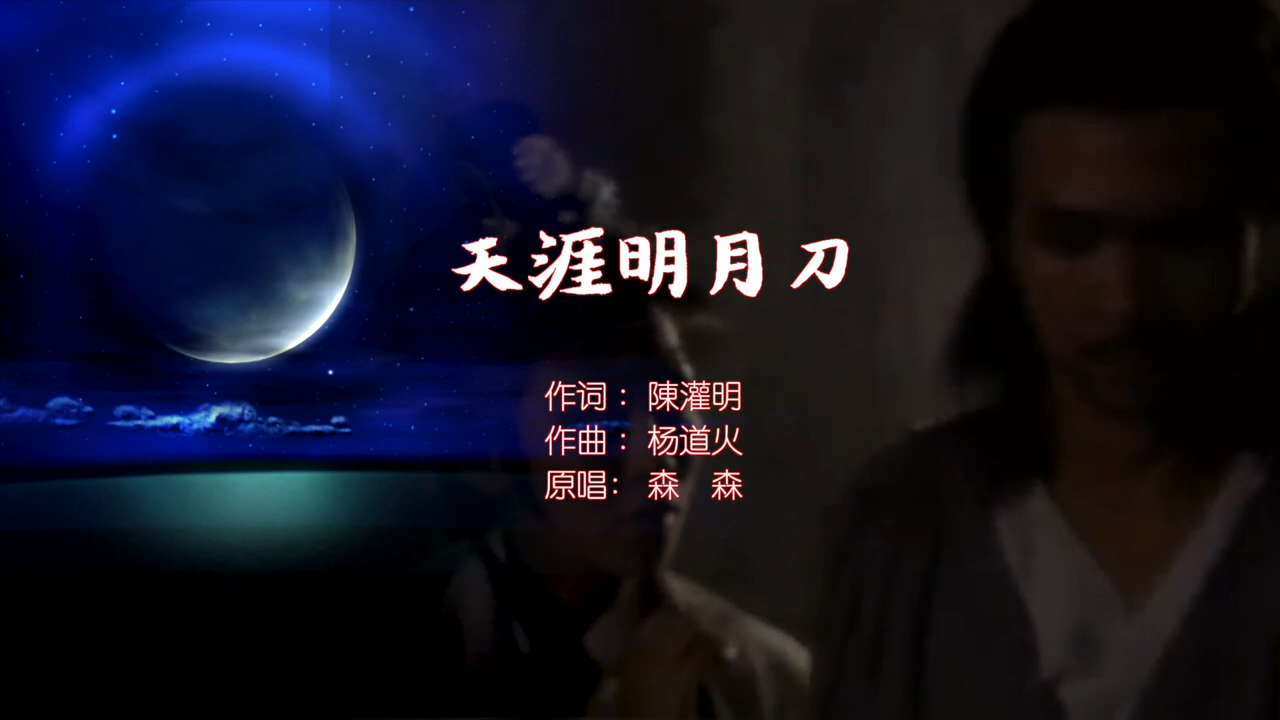 天涯明月刀
作词：陳灌明
作曲：杨道火
原唱：森　森